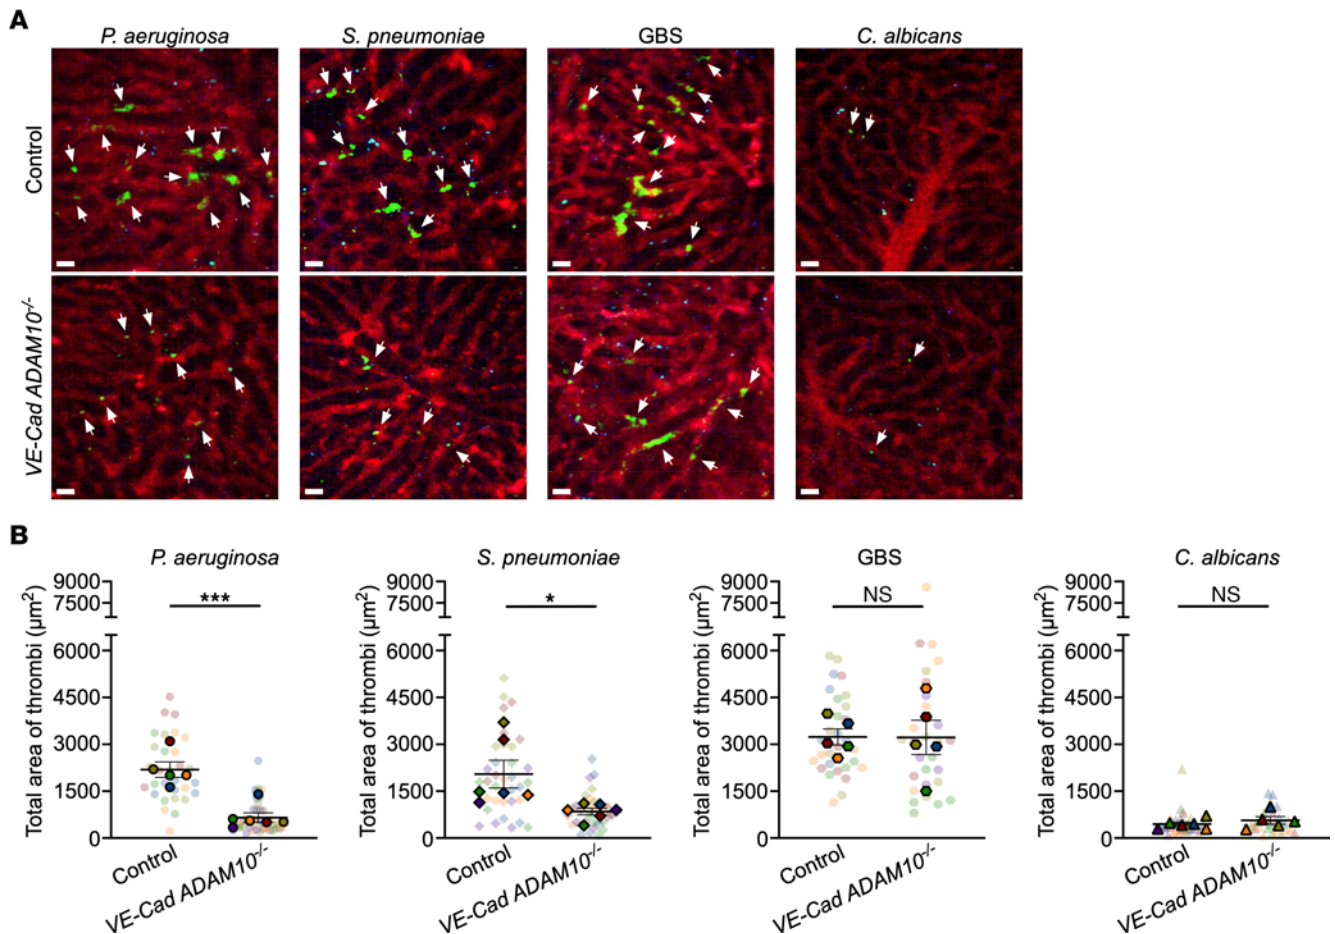 A
P. aeruginosa
S. pneumoniae
GBS
C. albicans
Control
VE-Cad ADAM10-/-
B
P. aeruginosa
S. pneumoniae
GBS
C. albicans
Total area of thrombi (µm²)
9000
7500
6000
4500
3000
1500
0
***
Control
VE-Cad ADAM10-/-
Total area of thrombi (µm²)
9000
7500
6000
4500
3000
1500
0
*
Control
VE-Cad ADAM10-/-
Total area of thrombi (µm²)
9000
7500
6000
4500
3000
1500
0
NS
Control
VE-Cad ADAM10-/-
Total area of thrombi (µm²)
9000
7500
6000
4500
3000
1500
0
NS
Control
VE-Cad ADAM10-/-